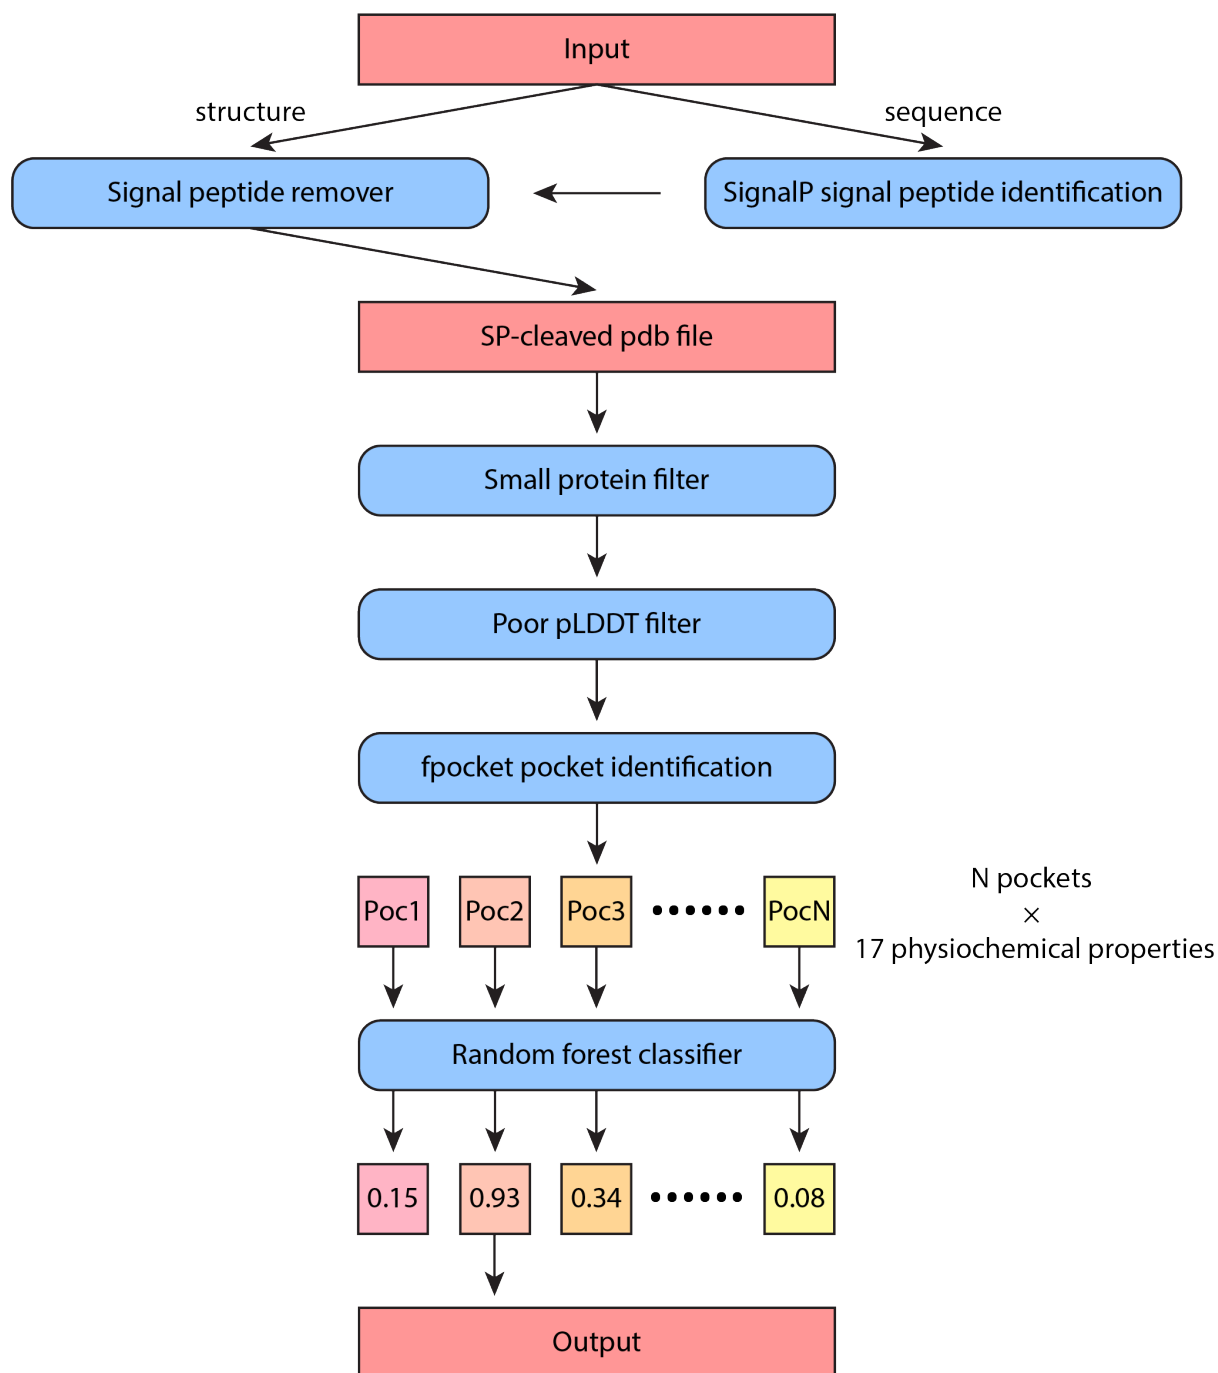 Input
structure
sequence
Signal peptide remover
SignalP signal peptide identification
SP-cleaved pdb file
Small protein filter
Poor pLDDT filter
fpocket pocket identification
Poc1
Poc2
Poc3
PocN
N pockets
×
17 physiochemical properties
Random forest classifier
0.15
0.93
0.34
0.08
Output